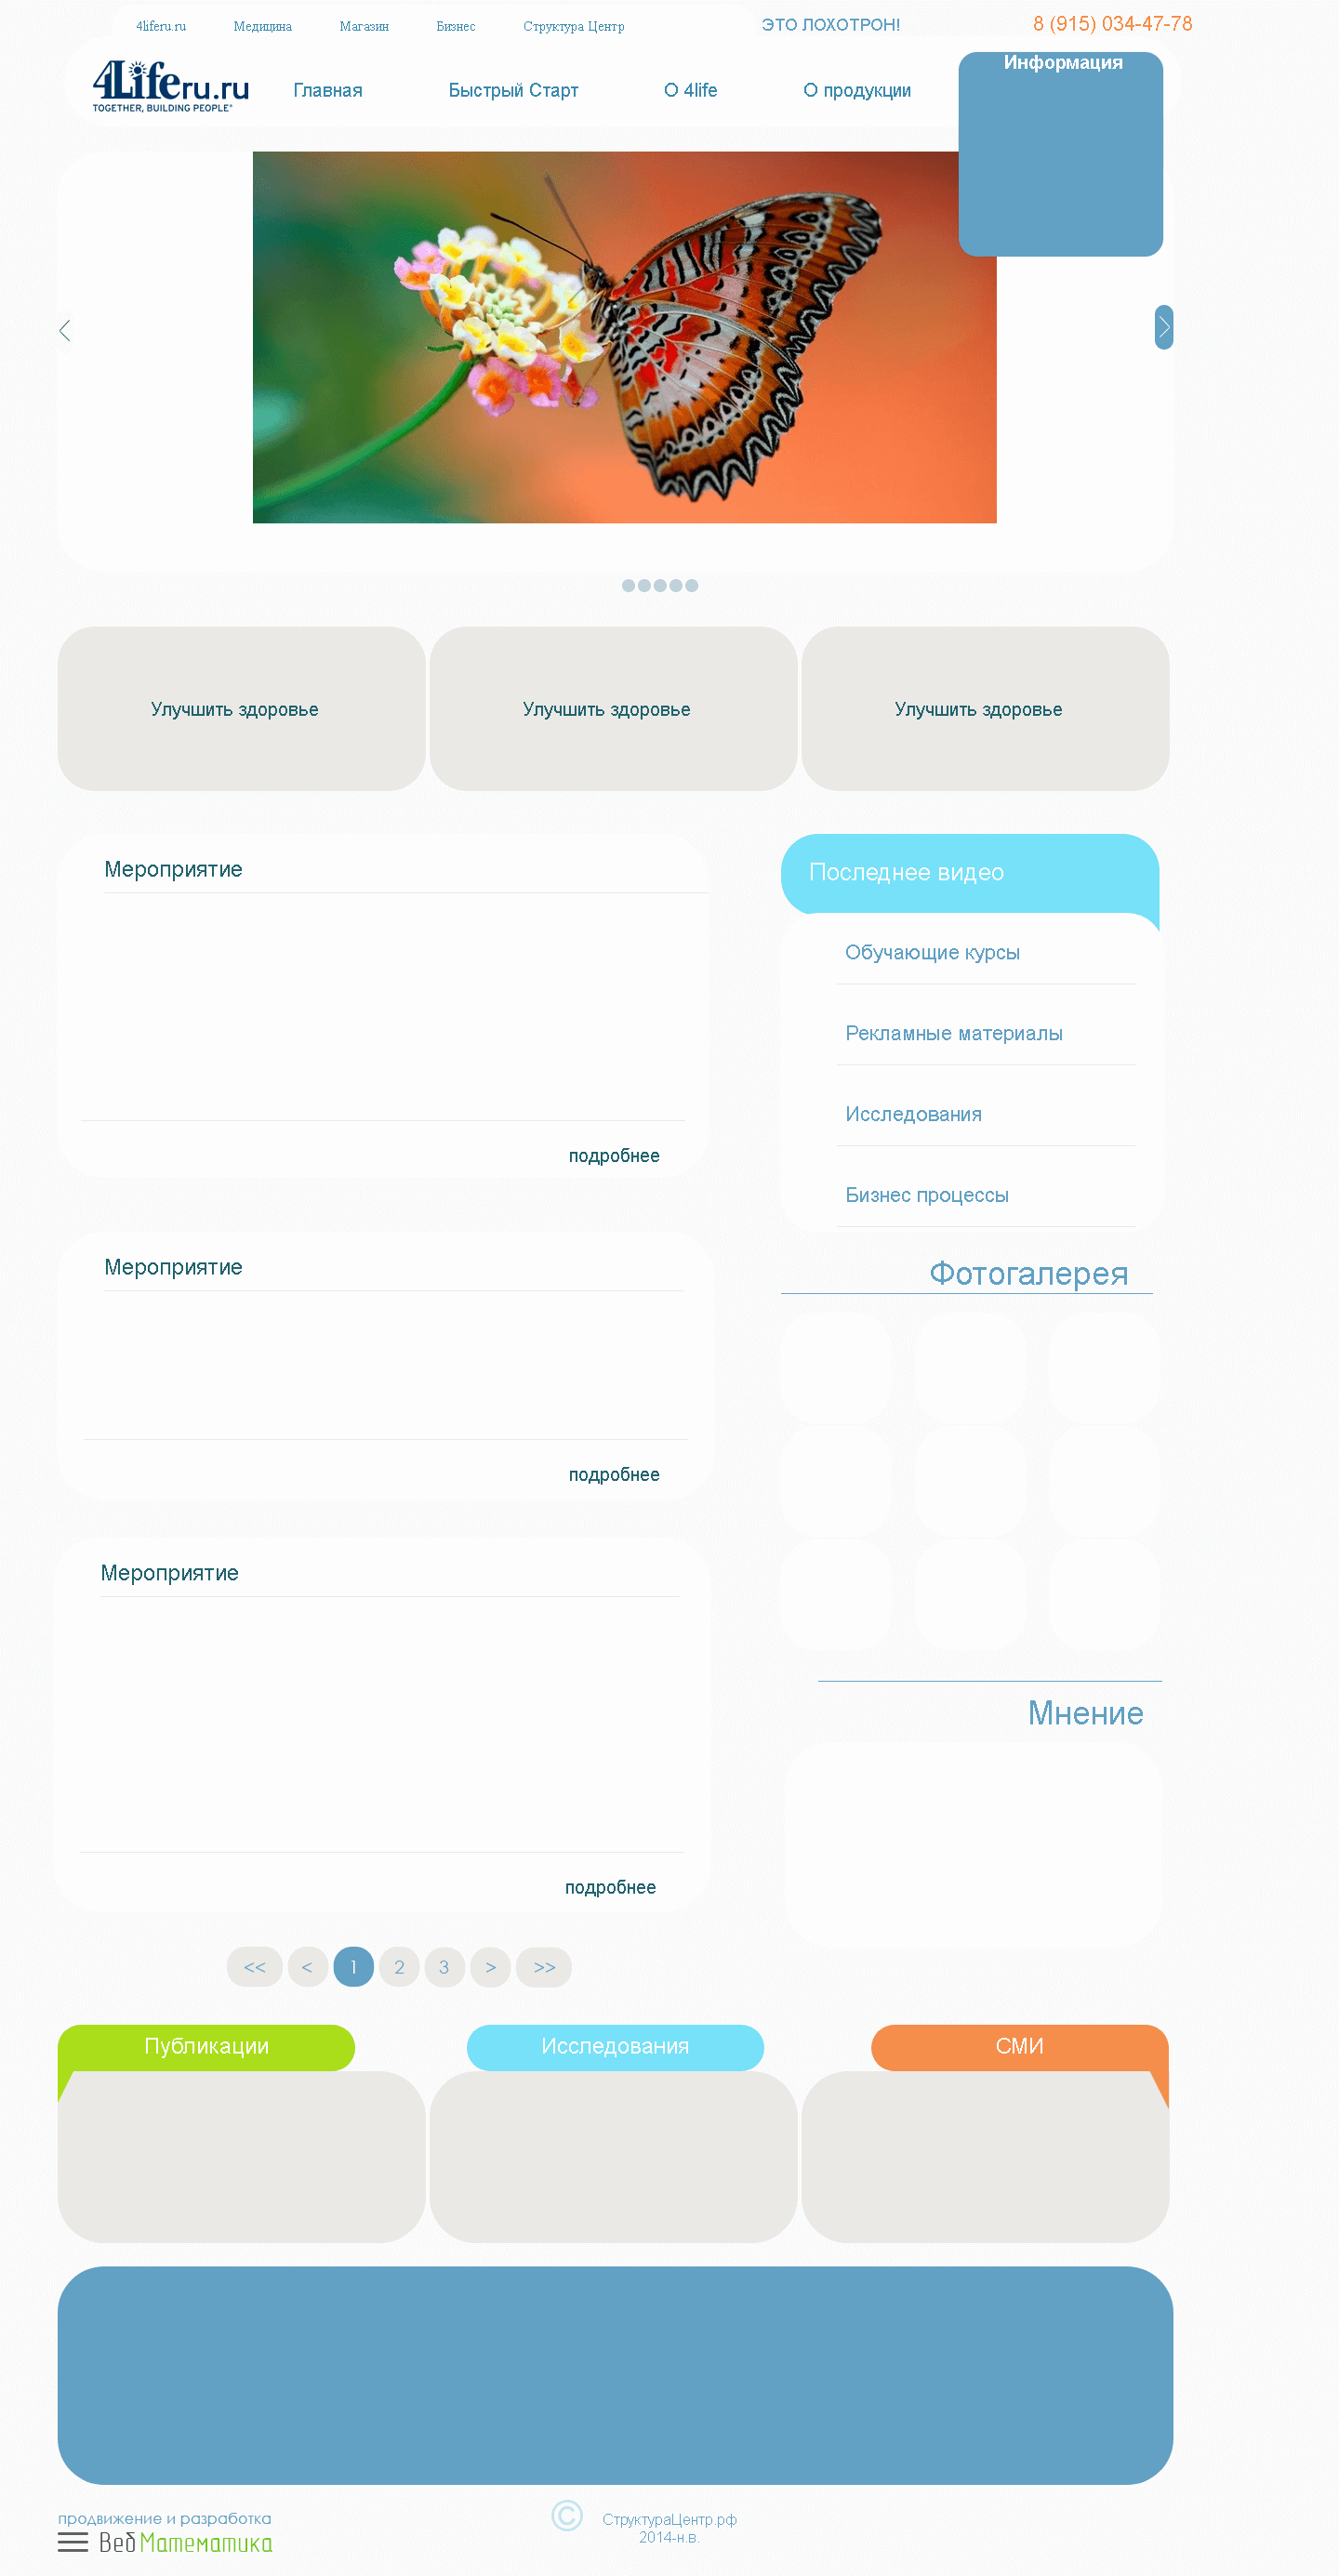 4liferu.ru Медицина Магазин Бизнес Структура Центр ЭТО ЛОХОТРОН! 8 (915) 034-47-78
4Liferu.ru
TOGETHER, BUILDING PEOPLE®
Главная Быстрый Старт О 4life О продукции Информация
Улучшить здоровье Улучшить здоровье Улучшить здоровье
Мероприятие
подробнее
Мероприятие
подробнее
Мероприятие
подробнее
Последнее видео
Обучающие курсы
Рекламные материалы
Исследования
Бизнес процессы
Фотогалерея
Мнение
<< < 1 2 3 > >>
Публикации Исследования СМИ
продвижение и разработка
Веб Математика
© СтруктураЦентр.рф
2014-н.в.